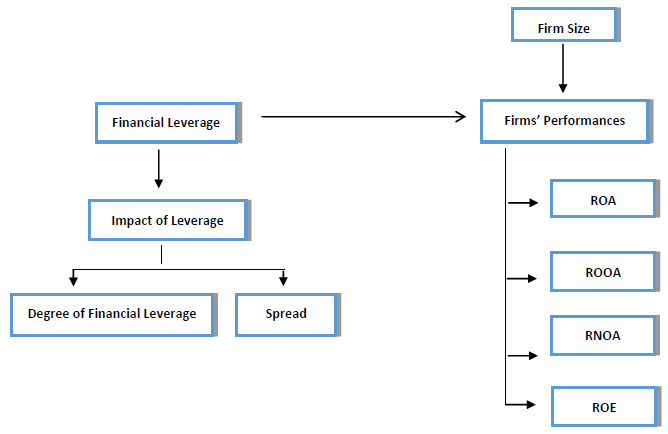 Firm Size
Financial Leverage
Firms' Performances
ROA
Impact of Leverage
ROOA
Degree of Financial Leverage
Spread
RNOA
ROE